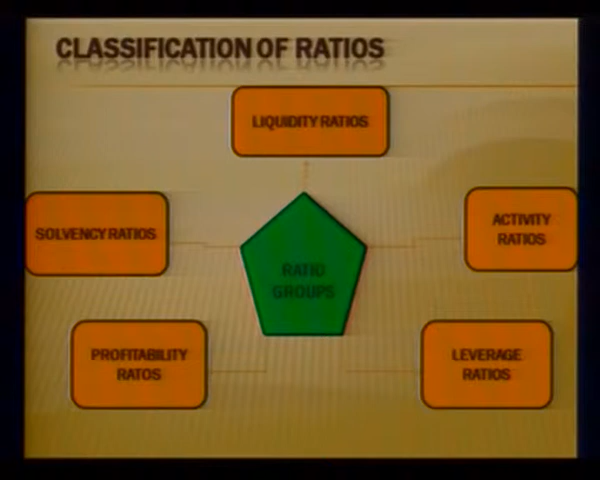 CLASSIFICATION OF RATIOS
LIQUIDITY RATIOS
SOLVENCY RATIOS
ACTIVITY
RATIOS
RATIO
GROUPS
PROFITABILITY
RATOS
LEVERAGE
RATIOS